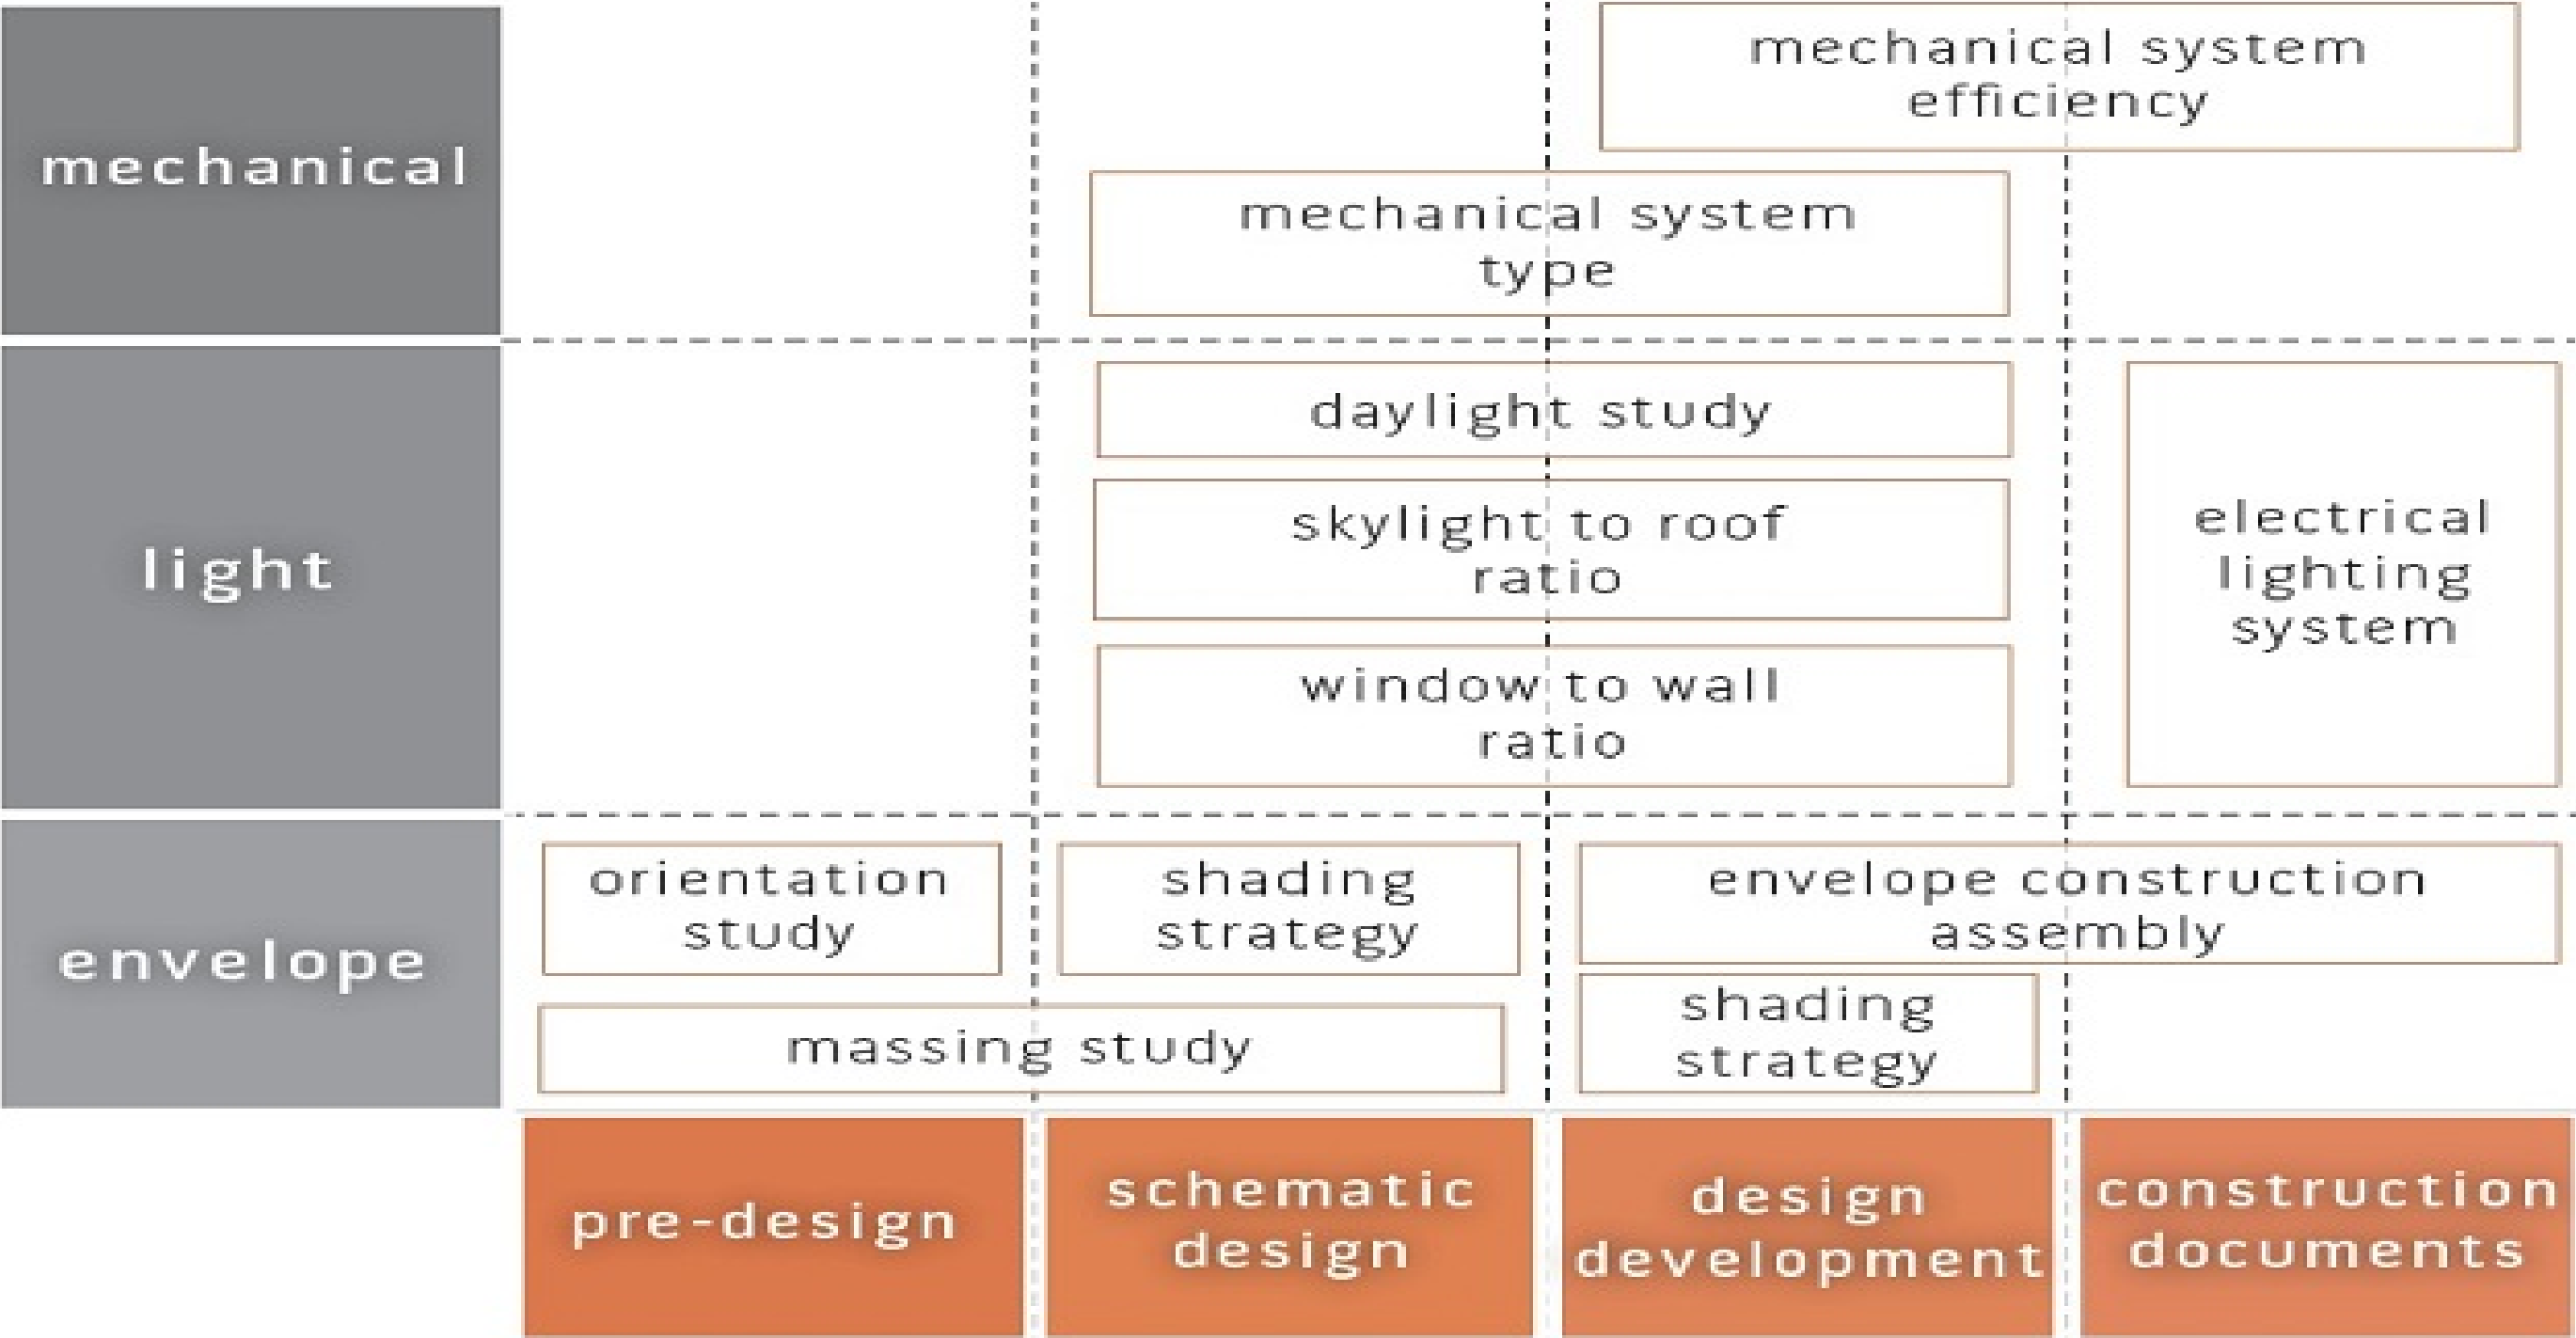 mechanical system
efficiency
mechanical
mechanical system
type
daylight study
skylight to roof
ratio
light
electrical
lighting
system
window to wall
ratio
orientation
study
shading
strategy
envelope construction
assembly
envelope
massing study
shading
strategy
pre-design
schematic
design
design
development
construction
documents